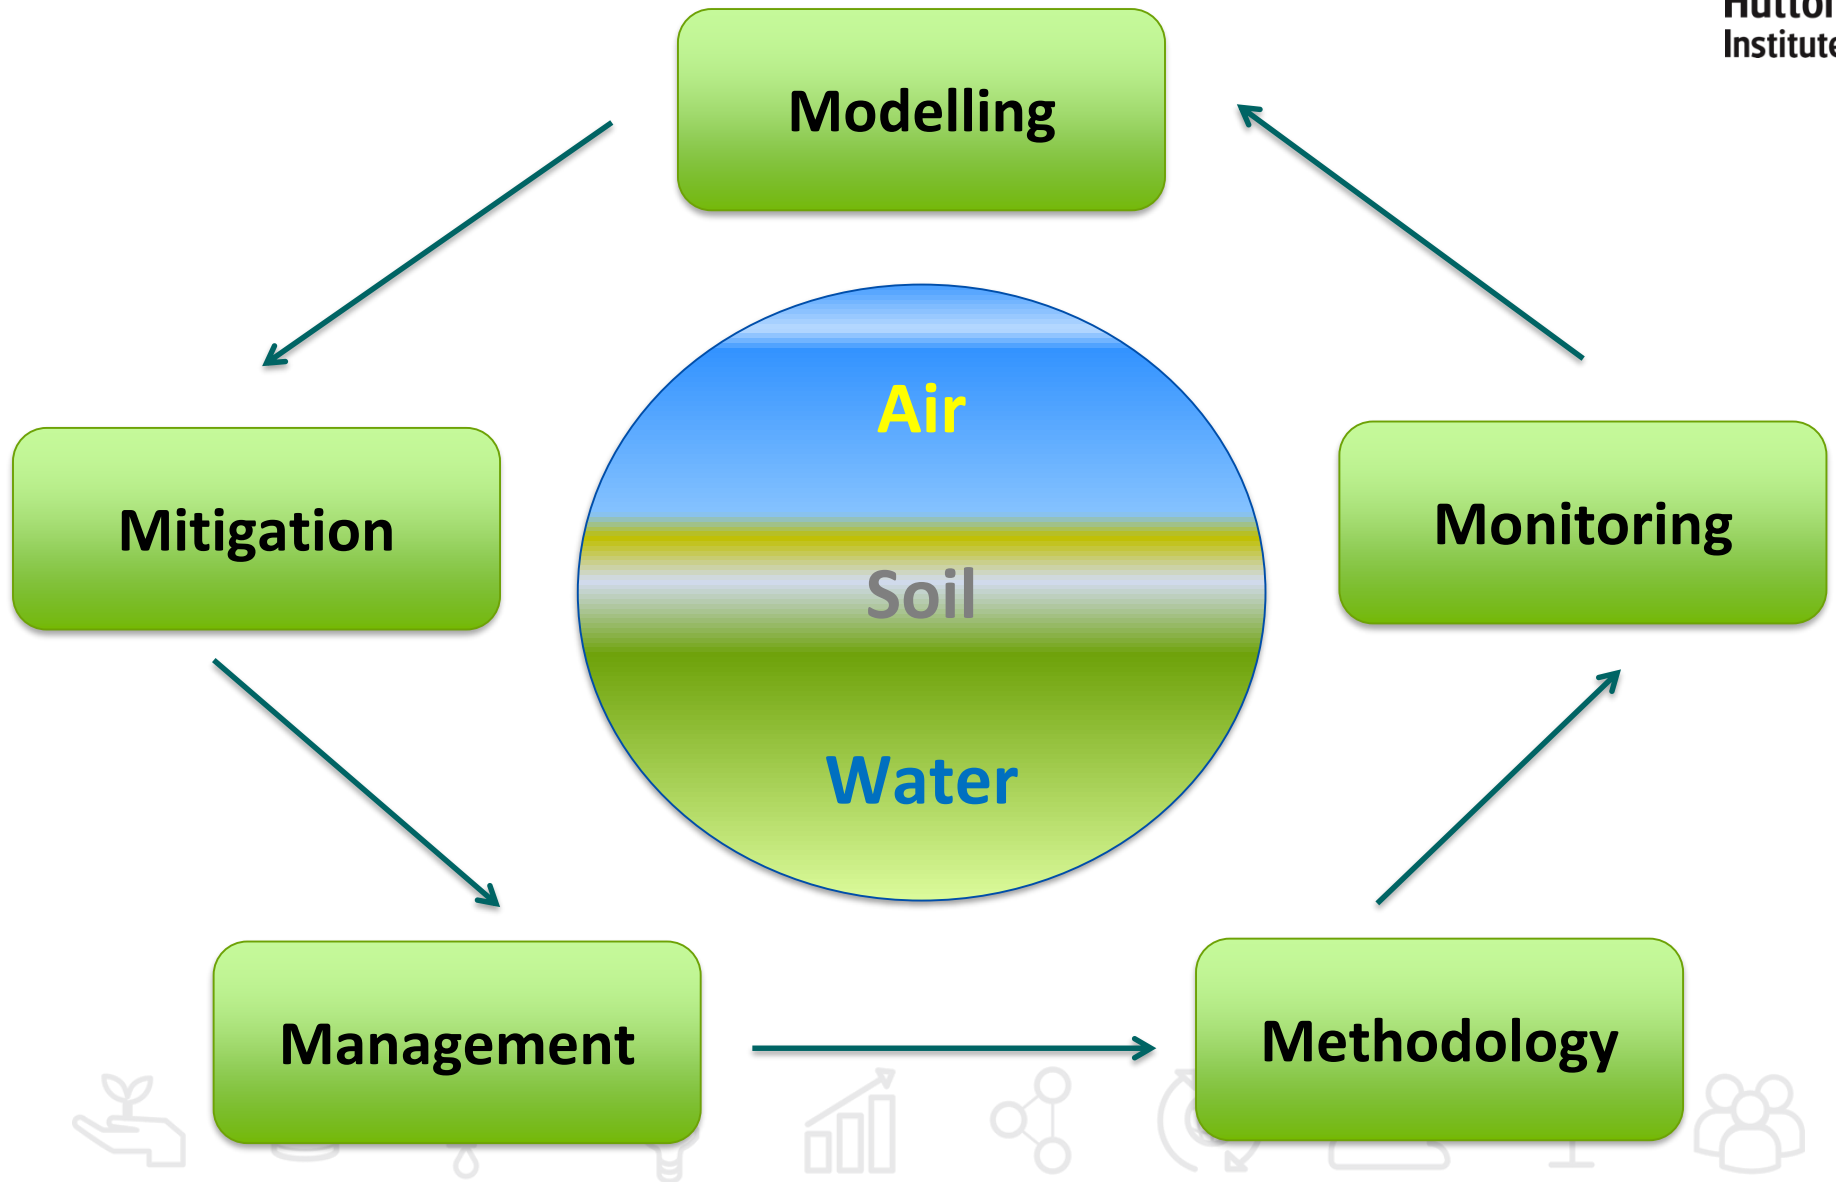 Institute
Modelling
Air
Mitigation
Monitoring
Soil
Water
Management
Methodology